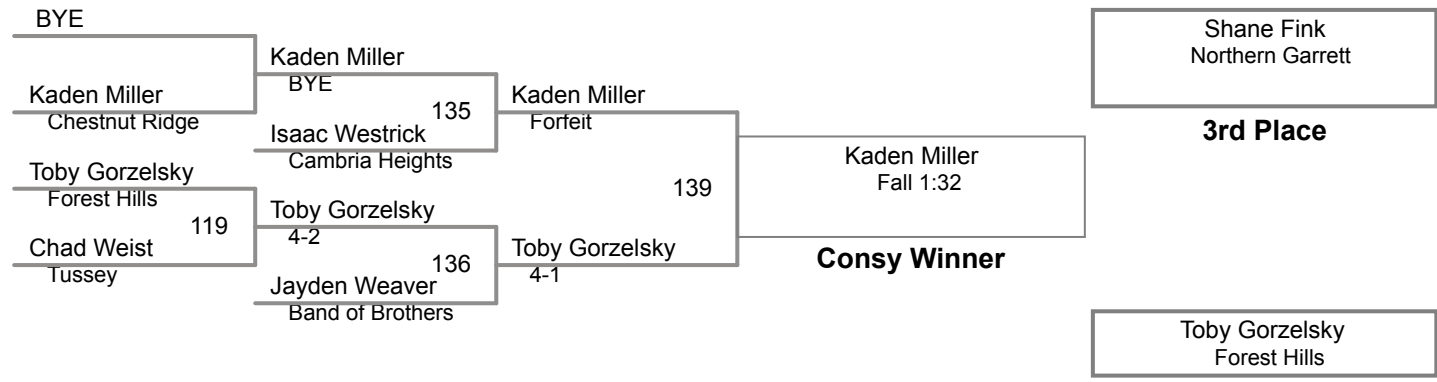 BYE
Kaden Miller
Chestnut Ridge
Toby Gorzelsky
Forest Hills
119
Chad Weist
Tussey
Kaden Miller
BYE
135
Isaac Westrick
Cambria Heights
Toby Gorzelsky
4-2
136
Jayden Weaver
Band of Brothers
Kaden Miller
Forfeit
139
Toby Gorzelsky
4-1
Kaden Miller
Fall 1:32
Consy Winner
Shane Fink
Northern Garrett
3rd Place
Toby Gorzelsky
Forest Hills